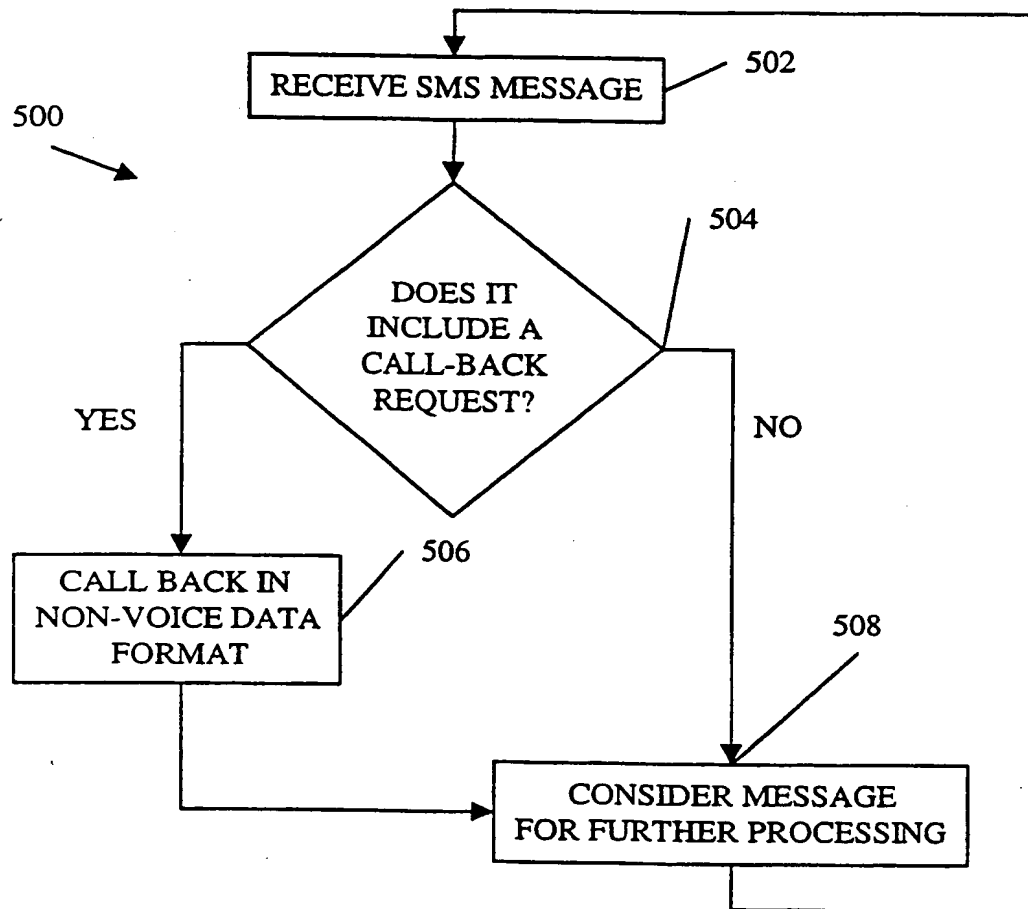 RECEIVE SMS MESSAGE
502
500
504
DOES IT
INCLUDE A
CALL-BACK
REQUEST?
YES
NO
506
CALL BACK IN
NON-VOICE DATA
FORMAT
508
CONSIDER MESSAGE
FOR FURTHER PROCESSING